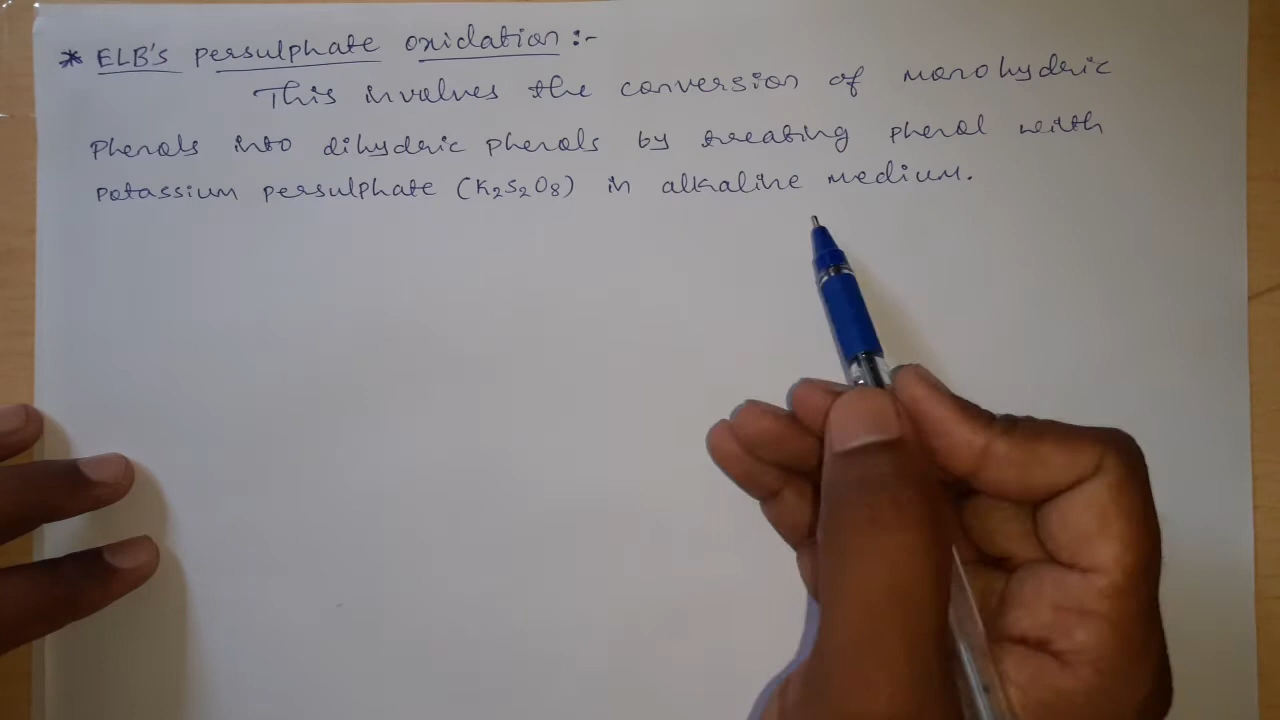 * ELB's persulphate oxidation :-
This involves the conversion of monohydric
phenols into dihydric phenols by treating phenol with
potassium persulphate (K2S2O8) in alkaline medium.